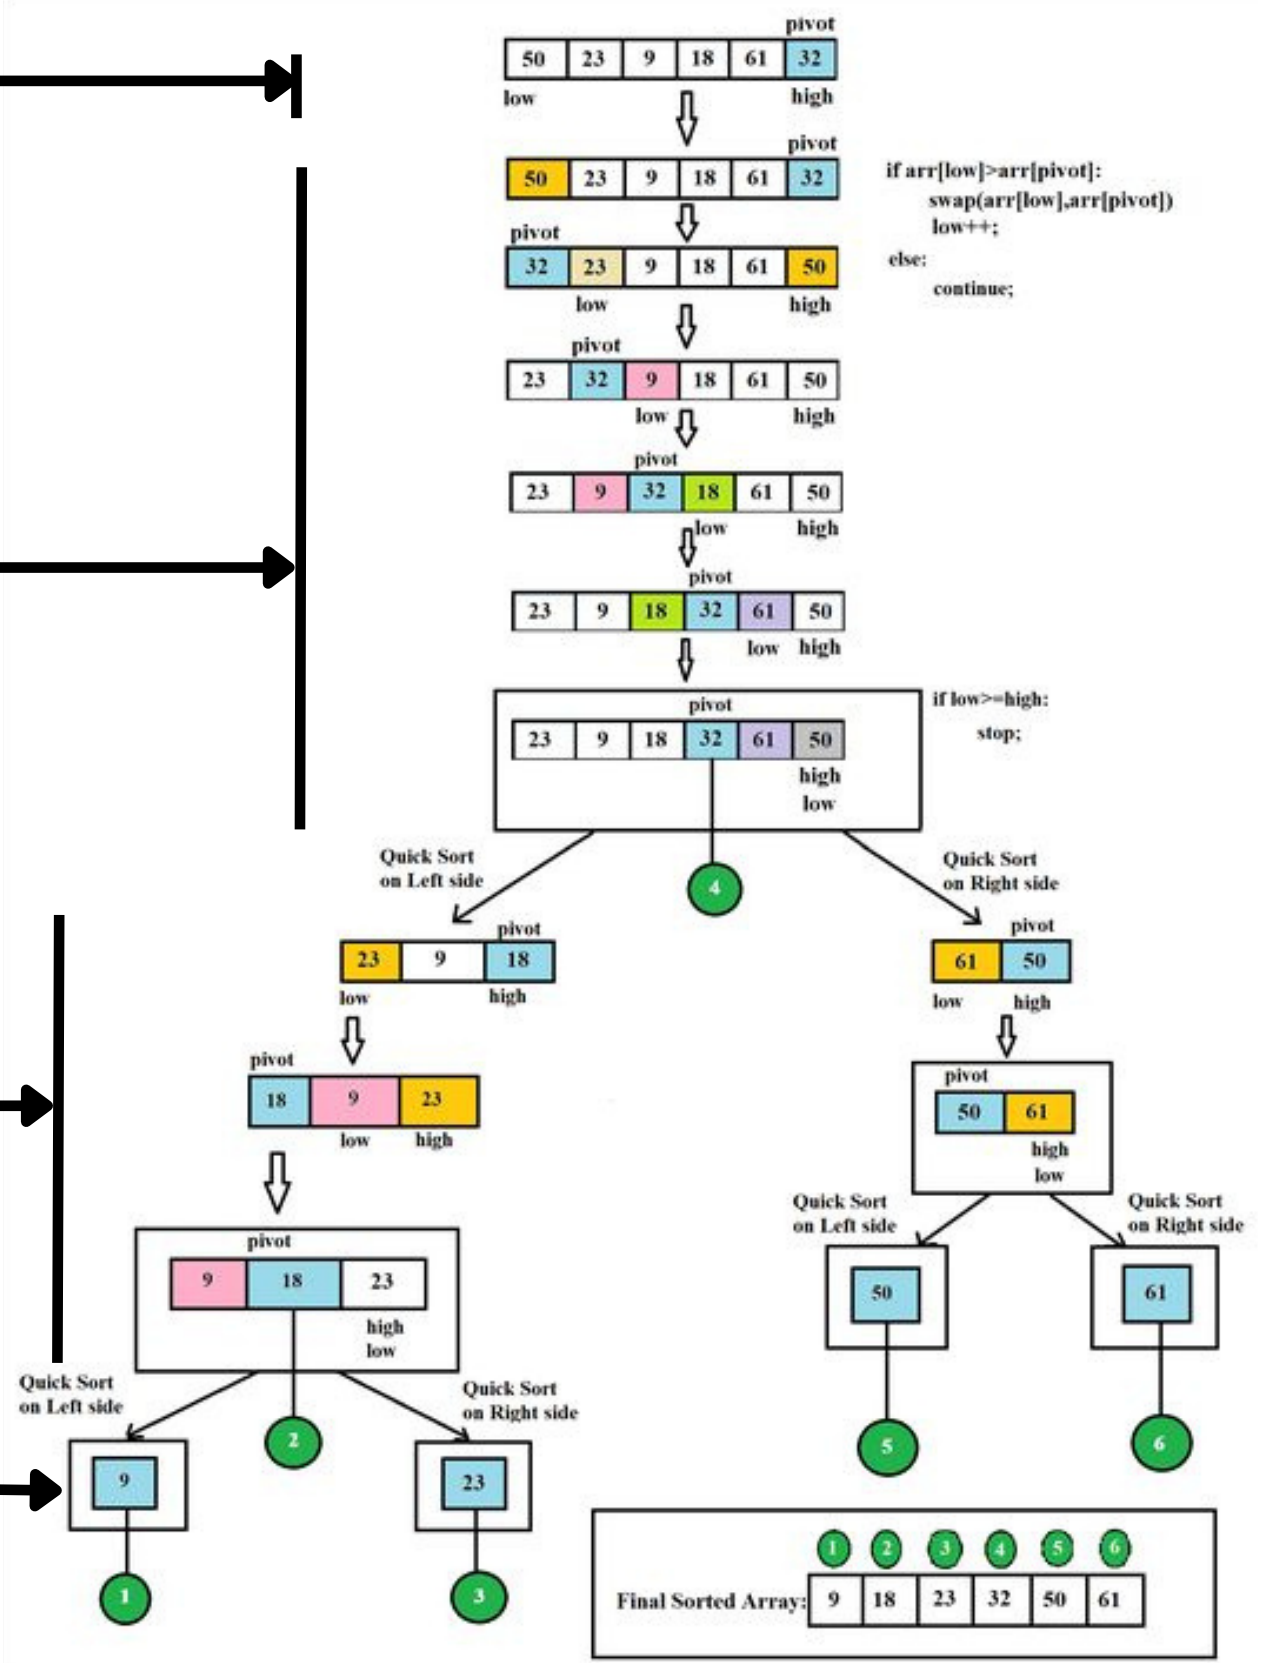 pivot
50 23 9 18 61 32
low high
pivot
50 23 9 18 61 32
if arr[low]>arr[pivot]:
swap(arr[low],arr[pivot])
low++;
else:
continue;
pivot
32 23 9 18 61 50
low high
pivot
23 32 9 18 61 50
low high
pivot
23 9 32 18 61 50
low high
pivot
23 9 18 32 61 50
low high
if low>=high:
stop;
pivot
23 9 18 32 61 50
high
low
Quick Sort
on Left side
4
Quick Sort
on Right side
pivot
23 9 18
low high
pivot
61 50
low high
pivot
18 9 23
low high
pivot
50 61
high
low
Quick Sort
on Left side
Quick Sort
on Right side
pivot
9 18 23
high
low
50
61
Quick Sort
on Left side
2
Quick Sort
on Right side
5
6
9
23
1
3
1 2 3 4 5 6
Final Sorted Array: 9 18 23 32 50 61